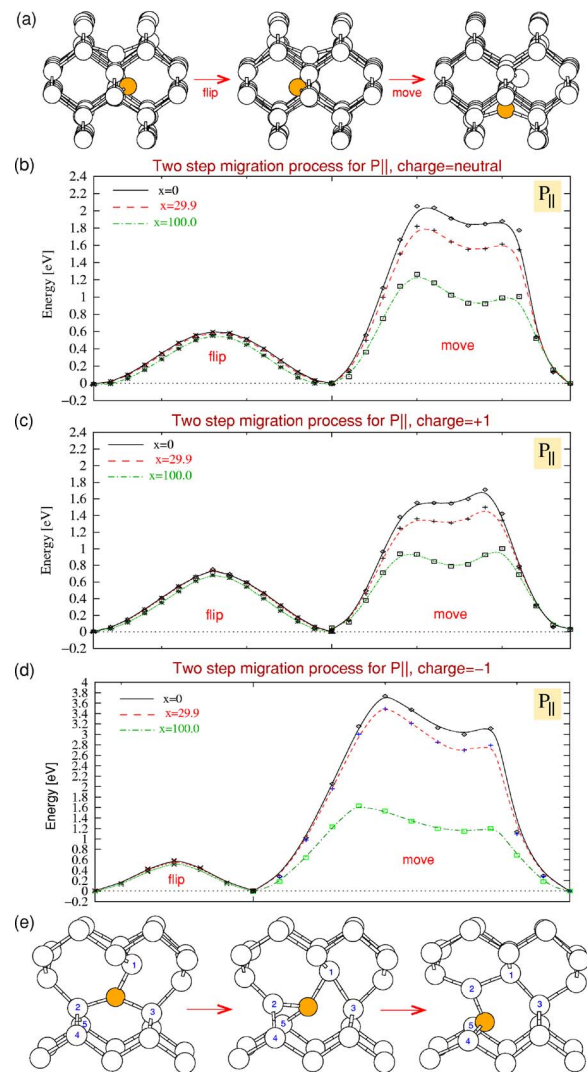 (a)
flip
move
(b)
Two step migration process for P||, charge=neutral
2.4
2.2
2
1.8
1.6
1.4
1.2
1
0.8
0.6
0.4
0.2
0
−0.2
Energy [eV]
x=0
x=29.9
x=100.0
P||
flip
move
(c)
Two step migration process for P||, charge=+1
2.4
2.2
2
1.8
1.6
1.4
1.2
1
0.8
0.6
0.4
0.2
0
−0.2
Energy [eV]
x=0
x=29.9
x=100.0
P||
flip
move
(d)
Two step migration process for P||, charge=−1
4
3.8
3.6
3.4
3.2
3
2.8
2.6
2.4
2.2
2
1.8
1.6
1.4
1.2
1
0.8
0.6
0.4
0.2
0
−0.2
Energy [eV]
x=0
x=29.9
x=100.0
P||
flip
move
(e)
1
2
3
5
4
1
2
3
5
4
1
2
3
5
4